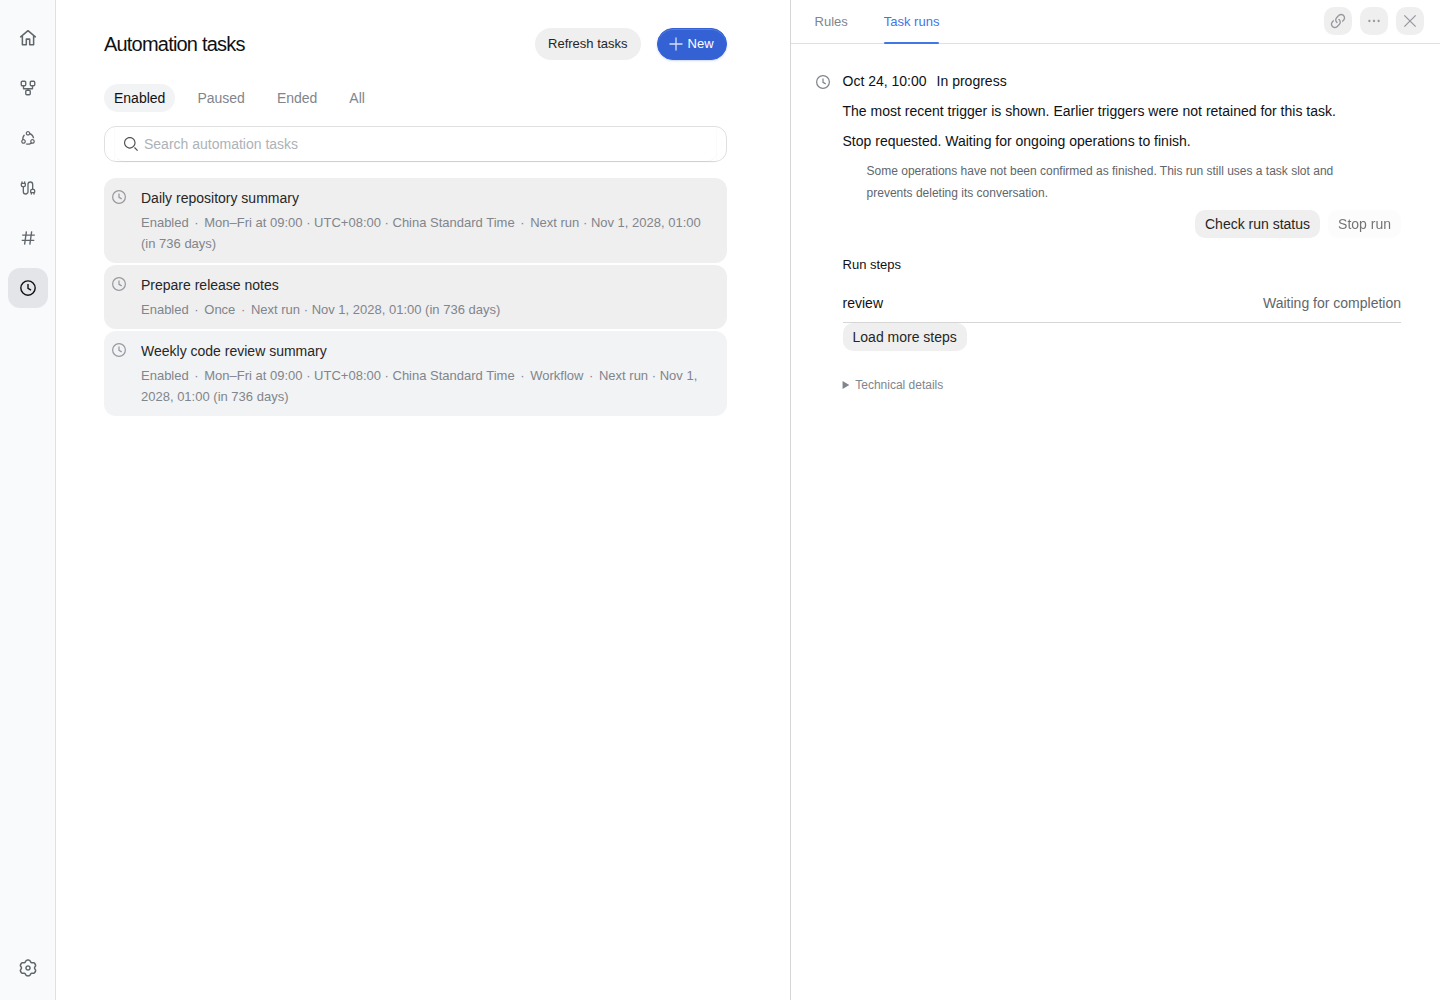 Automation tasks
Refresh tasks
New
Enabled
Paused
Ended
All
Search automation tasks
Daily repository summary
Enabled · Mon–Fri at 09:00 · UTC+08:00 · China Standard Time · Next run · Nov 1, 2028, 01:00
(in 736 days)
Prepare release notes
Enabled · Once · Next run · Nov 1, 2028, 01:00 (in 736 days)
Weekly code review summary
Enabled · Mon–Fri at 09:00 · UTC+08:00 · China Standard Time · Workflow · Next run · Nov 1,
2028, 01:00 (in 736 days)
Rules
Task runs
Oct 24, 10:00 In progress
The most recent trigger is shown. Earlier triggers were not retained for this task.
Stop requested. Waiting for ongoing operations to finish.
Some operations have not been confirmed as finished. This run still uses a task slot and
prevents deleting its conversation.
Check run status
Stop run
Run steps
review
Waiting for completion
Load more steps
Technical details